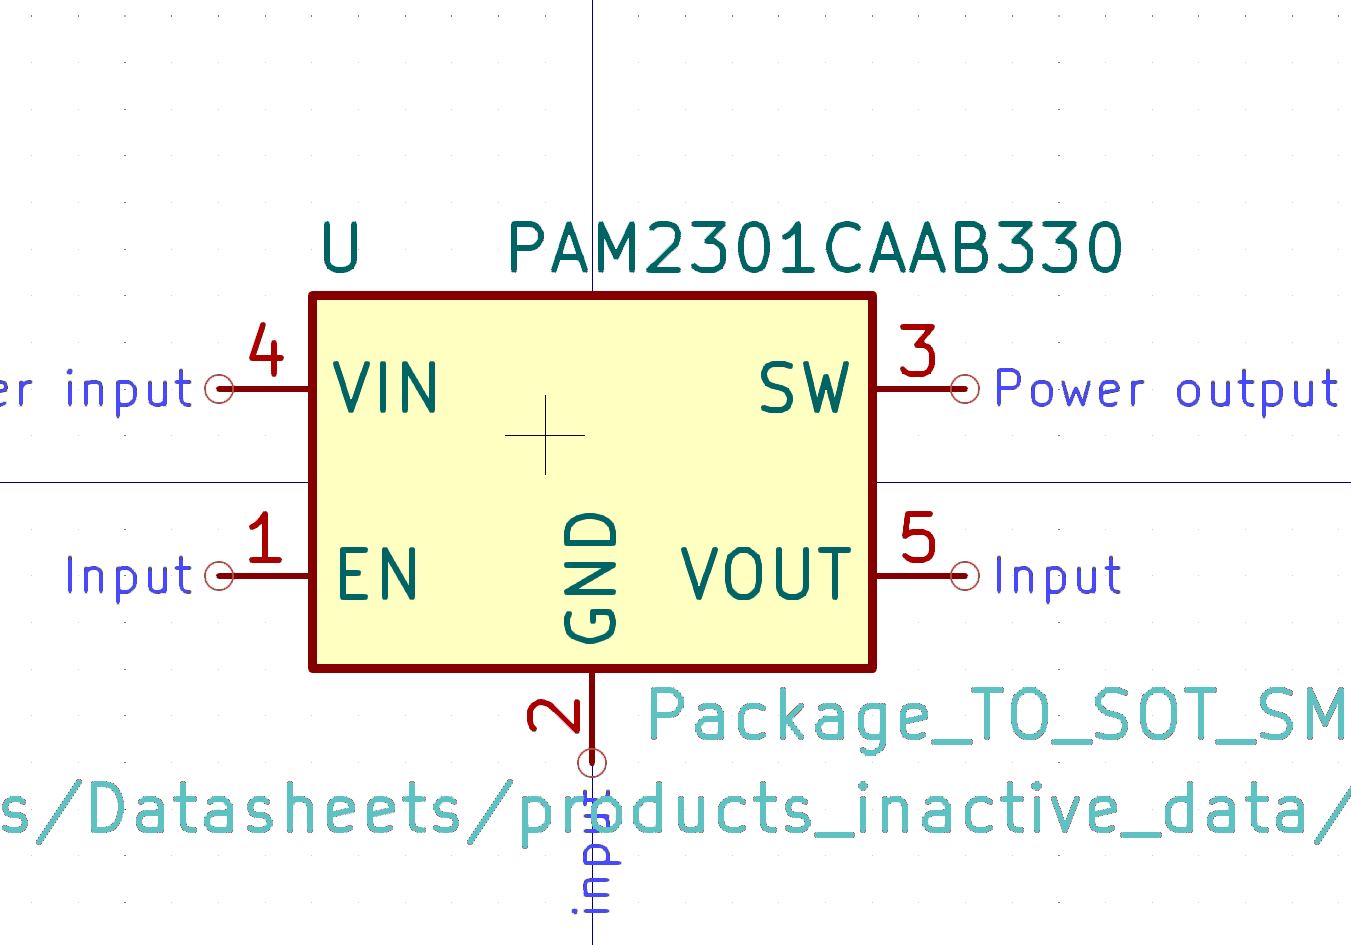 U PAM2301CAAB330
4 3
er input VIN SW Power output
1 5
Input EN GND VOUT Input
2
Package_TO_SOT_SM
s/Datasheets/products_inactive_data/
input